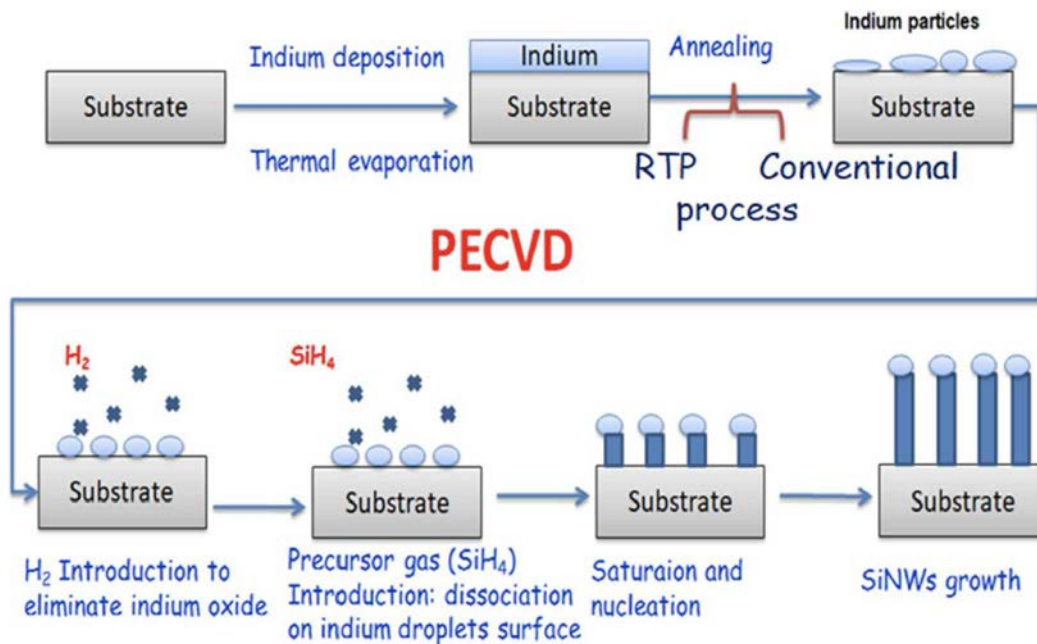 Indium particles
Indium deposition
Indium
Annealing
Substrate
Substrate
Substrate
Thermal evaporation
RTP
Conventional
process
PECVD
H₂
SiH₄
Substrate
Substrate
Substrate
Substrate
H₂ Introduction to
eliminate indium oxide
Precursor gas (SiH₄)
Introduction: dissociation
on indium droplets surface
Saturaion and
nucleation
SiNWs growth